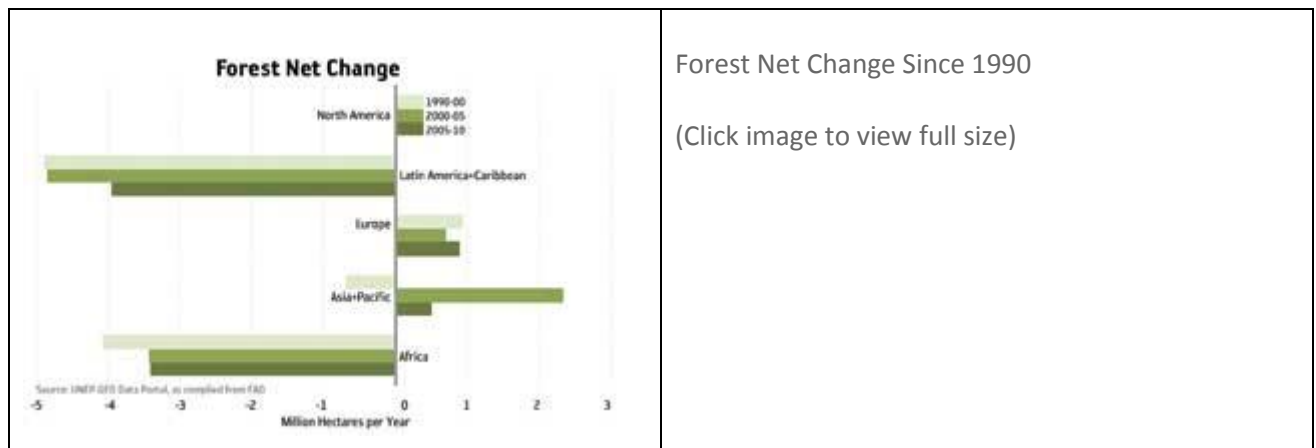 Forest Net Change
North America
1990-00
2000-05
2005-10
Latin America+Caribbean
Europe
Asia+Pacific
Africa
Source: UNEP GEO Data Portal, as compiled from FAO
-5 -4 -3 -2 -1 0 1 2 3
Million Hectares per Year
Forest Net Change Since 1990
(Click image to view full size)